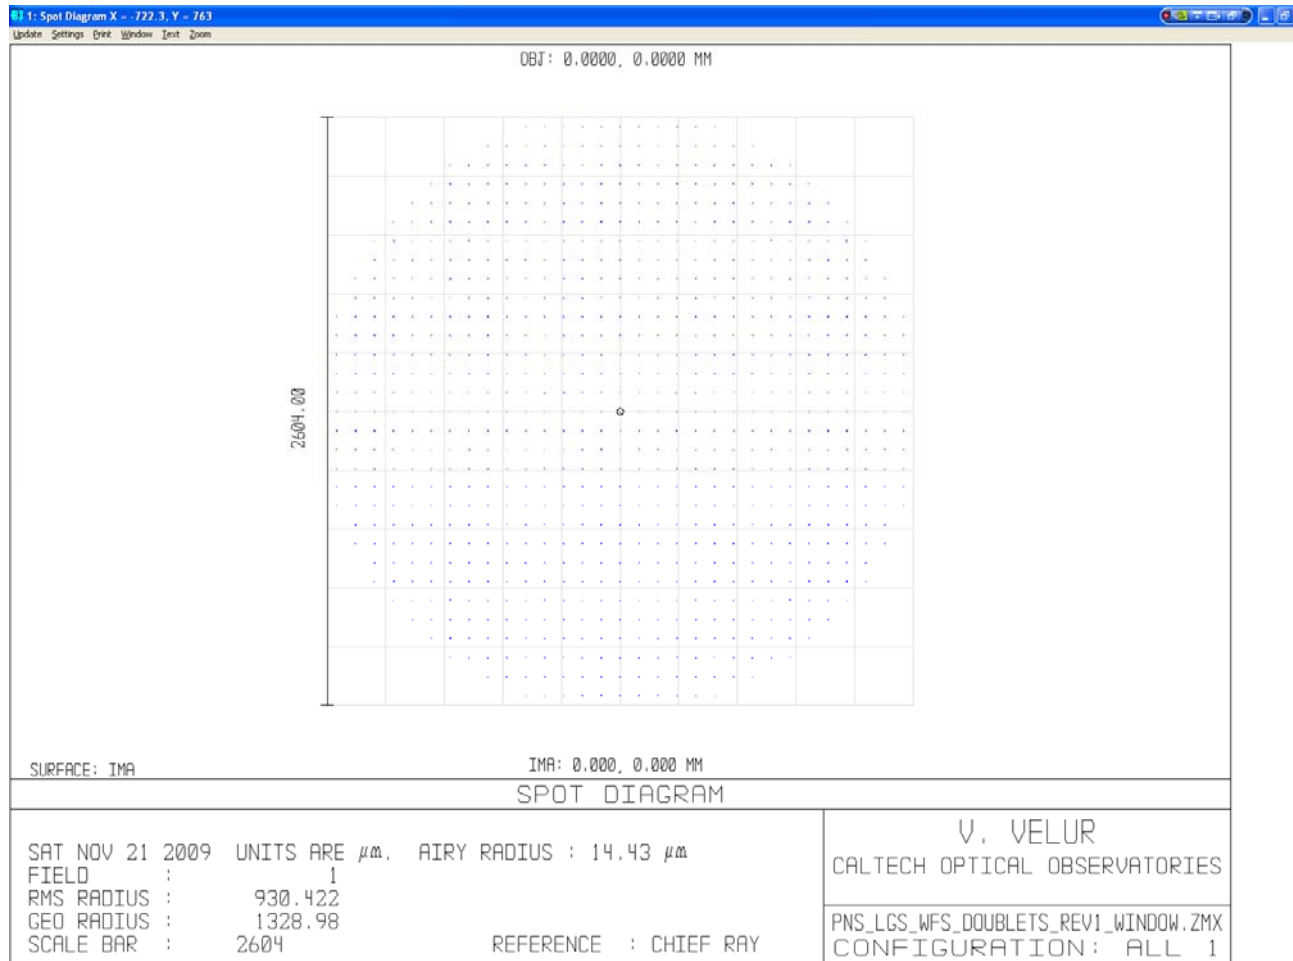 1: Spot Diagram X = -722.3, Y = 763
Update Settings Print Window Text Zoom
OBJ: 0.0000, 0.0000 MM
2604.00
SURFACE: IMA
IMA: 0.000, 0.000 MM
SPOT DIAGRAM
SAT NOV 21 2009 UNITS ARE µm. AIRY RADIUS : 14.43 µm
FIELD : 1
RMS RADIUS : 930.422
GEO RADIUS : 1328.98
SCALE BAR : 2604 REFERENCE : CHIEF RAY
V. VELUR
CALTECH OPTICAL OBSERVATORIES
PNS_LGS_WFS_DOUBLETS_REV1_WINDOW.ZMX
CONFIGURATION: ALL 1